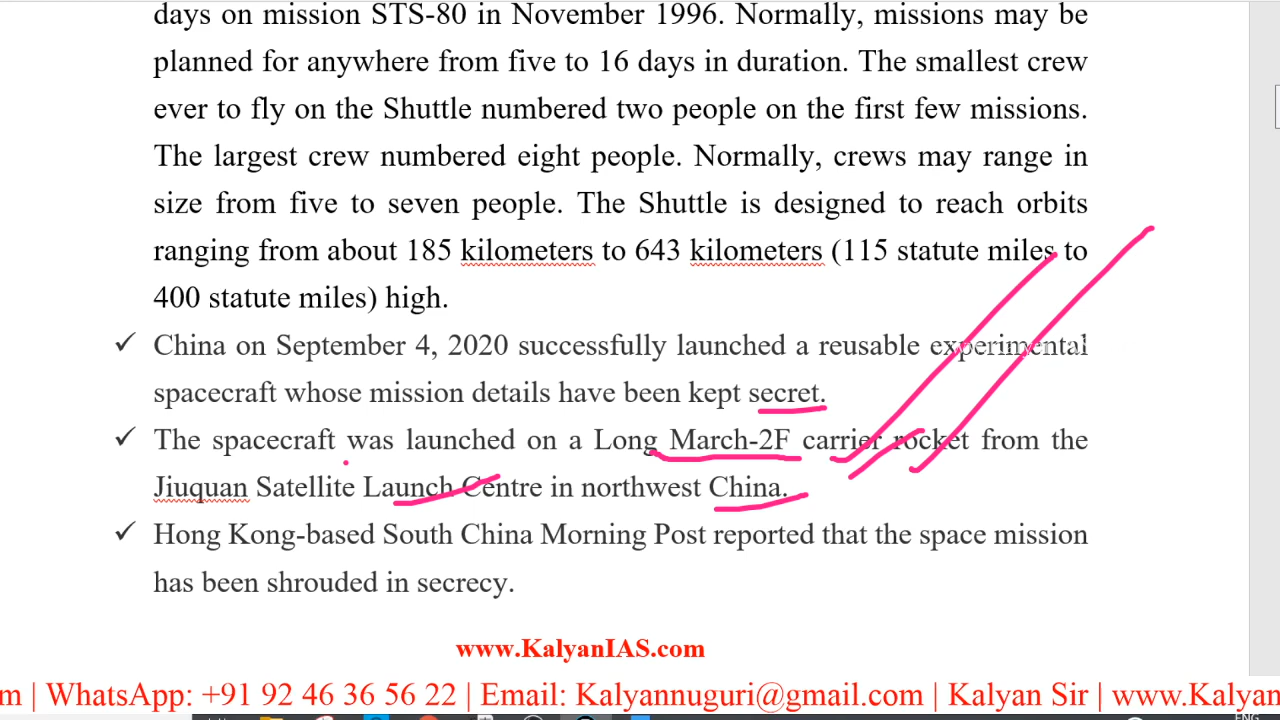 days on mission STS-80 in November 1996. Normally, missions may be
planned for anywhere from five to 16 days in duration. The smallest crew
ever to fly on the Shuttle numbered two people on the first few missions.
The largest crew numbered eight people. Normally, crews may range in
size from five to seven people. The Shuttle is designed to reach orbits
ranging from about 185 kilometers to 643 kilometers (115 statute miles to
400 statute miles) high.
✓ China on September 4, 2020 successfully launched a reusable experimental
spacecraft whose mission details have been kept secret.
✓ The spacecraft was launched on a Long March-2F carrier rocket from the
Jiuquan Satellite Launch Centre in northwest China.
✓ Hong Kong-based South China Morning Post reported that the space mission
has been shrouded in secrecy.
www.KalyanIAS.com
m | WhatsApp: +91 92 46 36 56 22 | Email: Kalyannuguri@gmail.com | Kalyan Sir | www.Kalyan